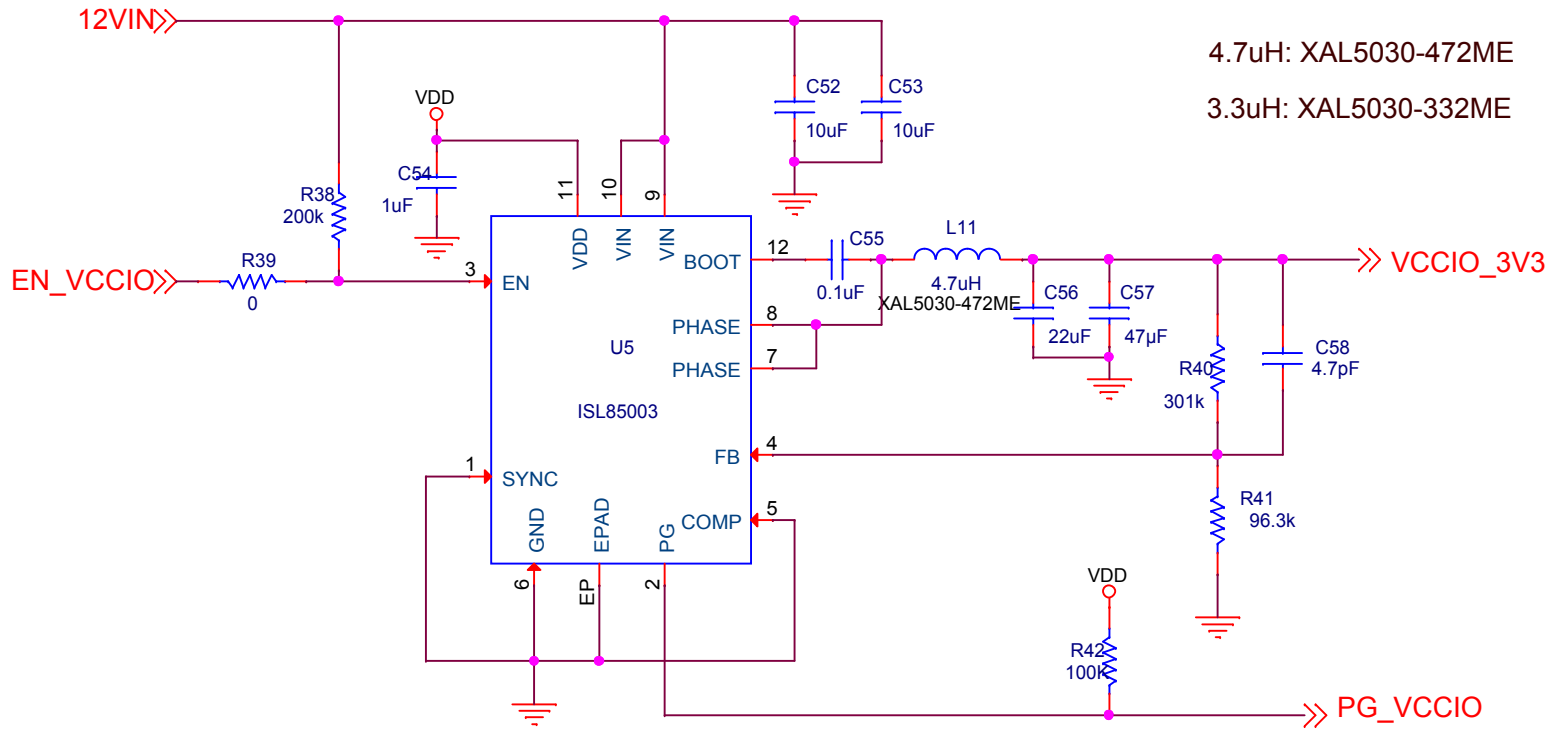 12VIN
4.7uH: XAL5030-472ME
3.3uH: XAL5030-332ME
VDD
C52
10uF
C53
10uF
C54
1uF
R38
200k
11
10
9
VDD
VIN
VIN
R39
0
EN_VCCIO
3
EN
BOOT
12
C55
0.1uF
L11
4.7uH
XAL5030-472ME
VCCIO_3V3
C56
22uF
C57
47µF
PHASE
8
PHASE
7
U5
ISL85003
R40
301k
C58
4.7pF
FB
4
1
SYNC
COMP
5
R41
96.3k
GND
EPAD
PG
6
EP
2
VDD
R42
100K
PG_VCCIO